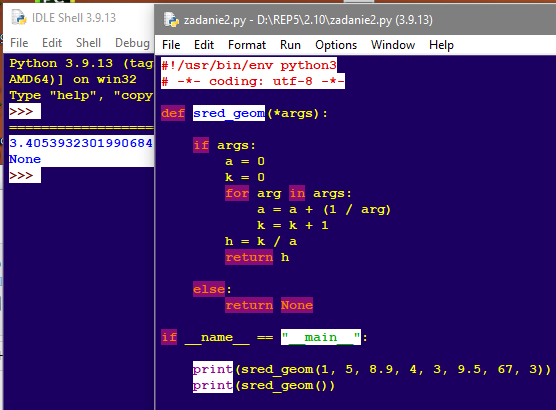 IDLE Shell 3.9.13
File Edit Shell Debug
Python 3.9.13 (tag
AMD64)] on win32
Type "help", "copy
>>>
3.4053932301990684
None
>>>
zadanie2.py - D:\REP5\2.10\zadanie2.py (3.9.13)
File Edit Format Run Options Window Help
#!/usr/bin/env python3
# -*- coding: utf-8 -*-
def sred_geom(*args):
if args:
a = 0
k = 0
for arg in args:
a = a + (1 / arg)
k = k + 1
h = k / a
return h
else:
return None
if __name__ == "__main__":
print(sred_geom(1, 5, 8.9, 4, 3, 9.5, 67, 3))
print(sred_geom())